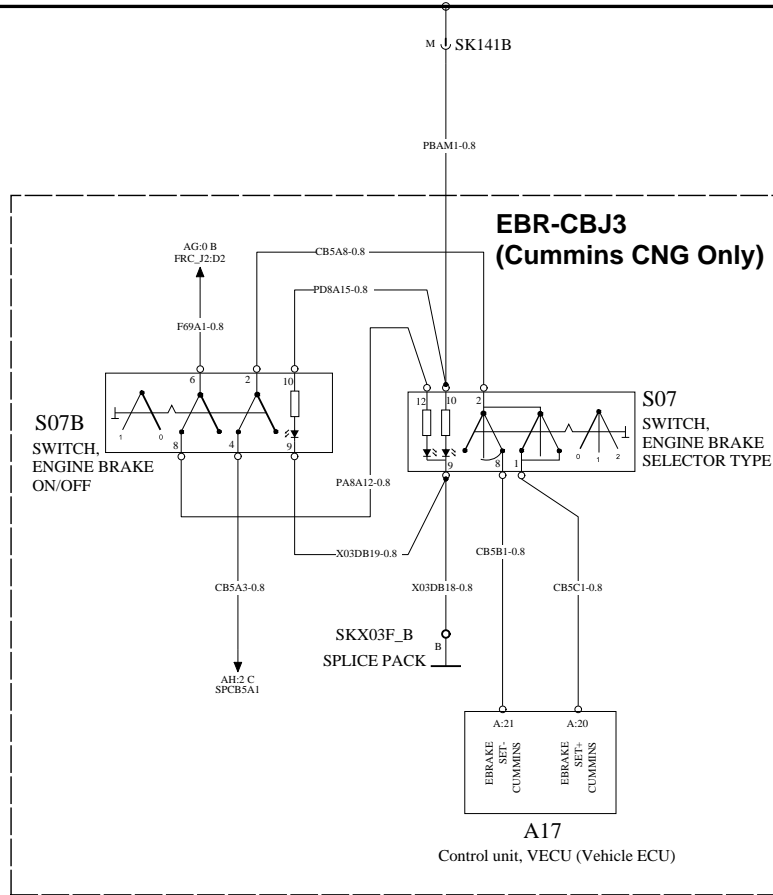 M SK141B
PBAM1-0.8
EBR-CBJ3
(Cummins CNG Only)
AG:0 B
FRC_J2:D2
CB5A8-0.8
PD8A15-0.8
F69A1-0.8
6 2 10
12 10 2
S07B
SWITCH,
ENGINE BRAKE
ON/OFF
1 0
8 4 9
S07
SWITCH,
ENGINE BRAKE
SELECTOR TYPE
9 8 1
0 1 2
PA8A12-0.8
X03DB19-0.8
CB5B1-0.8
CB5A3-0.8
X03DB18-0.8
CB5C1-0.8
SKX03F_B
B
SPLICE PACK
AH:2 C
SPCB5A1
A:21 A:20
EBRAKE
SET-
CUMMINS
EBRAKE
SET+
CUMMINS
A17
Control unit, VECU (Vehicle ECU)